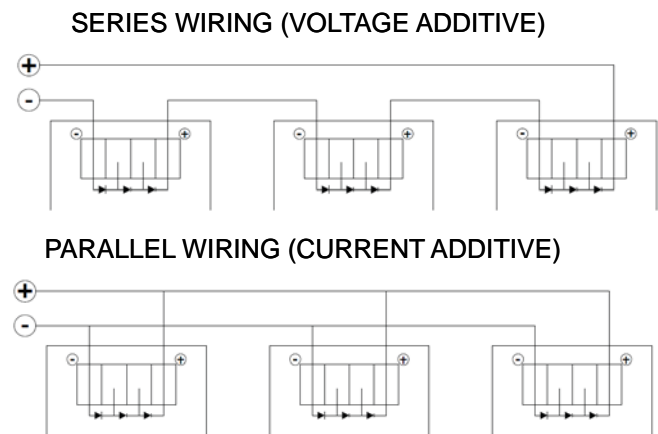 SERIES WIRING (VOLTAGE ADDITIVE)
+
-
- + - + - +
PARALLEL WIRING (CURRENT ADDITIVE)
+
-
- + - + - +